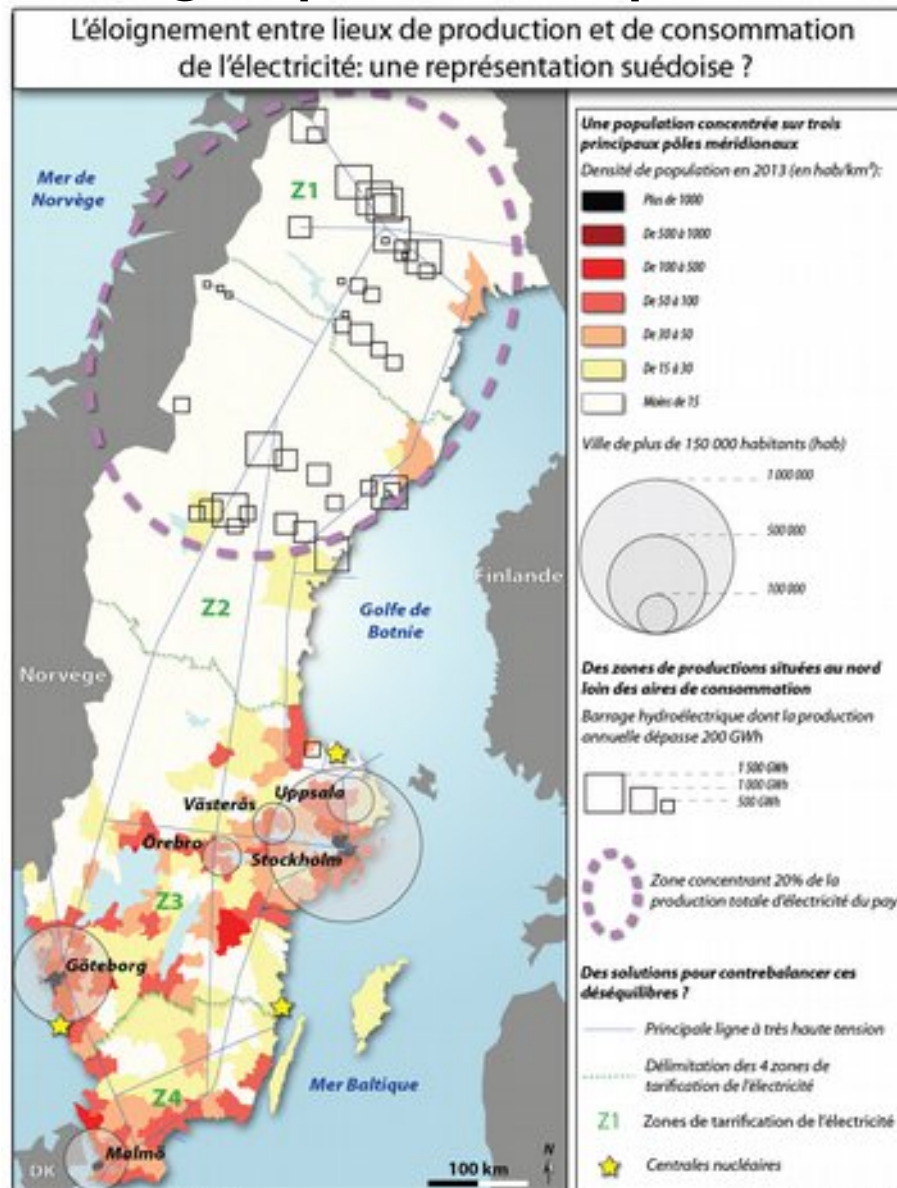 L'éloignement entre lieux de production et de consommation
de l'électricité: une représentation suédoise ?
Mer de
Norvège
Z1
Z2
Finlande
Golfe de
Botnie
Norvège
Uppsala
Västerås
Örebro
Stockholm
Z3
Göteborg
Mer Baltique
Z4
Malmö
DK
100 km
N
Une population concentrée sur trois
principaux pôles méridionaux
Densité de population en 2013 (en hab/km²):
Plus de 1000
De 500 à 1000
De 100 à 500
De 50 à 100
De 30 à 50
De 15 à 30
Moins de 15
Ville de plus de 150 000 habitants (hab)
1 000 000
500 000
100 000
Des zones de productions situées au nord
loin des aires de consommation
Barrage hydroélectrique dont la production
annuelle dépasse 200 GWh
1 500 GWh
1 000 GWh
500 GWh
Zone concentrant 20% de la
production totale d'électricité du pay
Des solutions pour contrebalancer ces
déséquilibres ?
Principale ligne à très haute tension
Délimitation des 4 zones de
tarification de l'électricité
Z1 Zones de tarrification de l'électricité
Centrales nucléaires